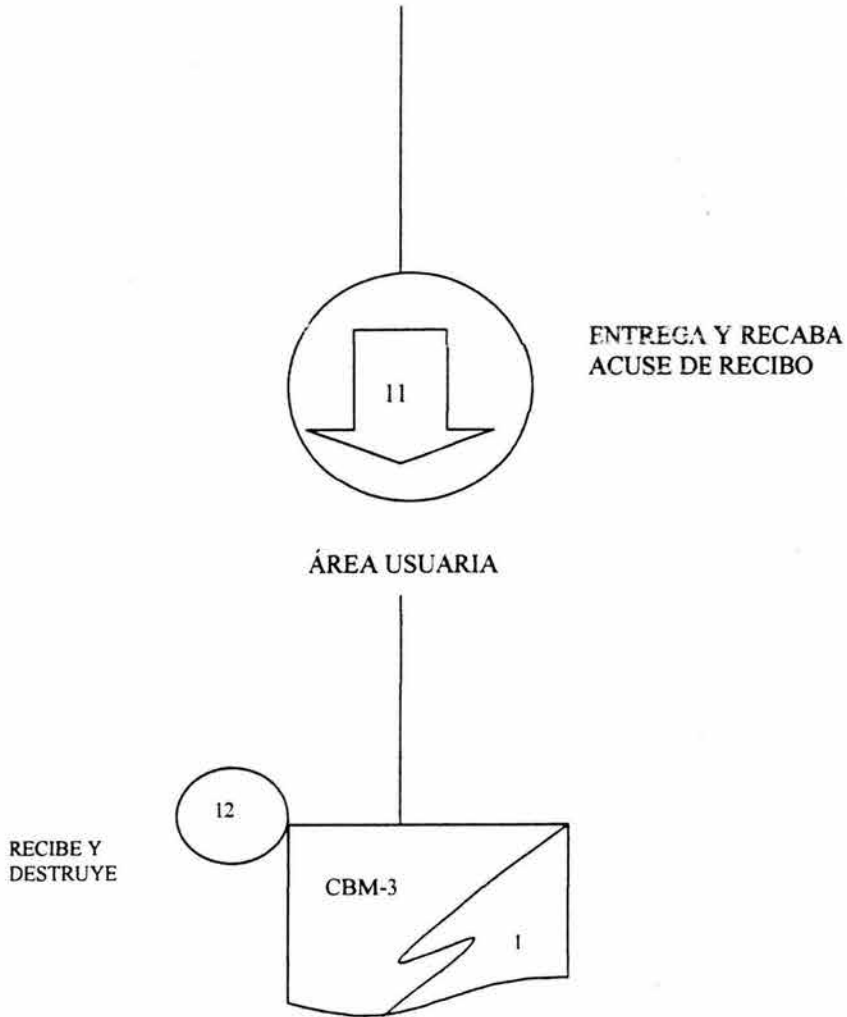 ENTREGA Y RECABA
ACUSE DE RECIBO
11
ÁREA USUARIA
12
RECIBE Y
DESTRUYE
CBM-3
1